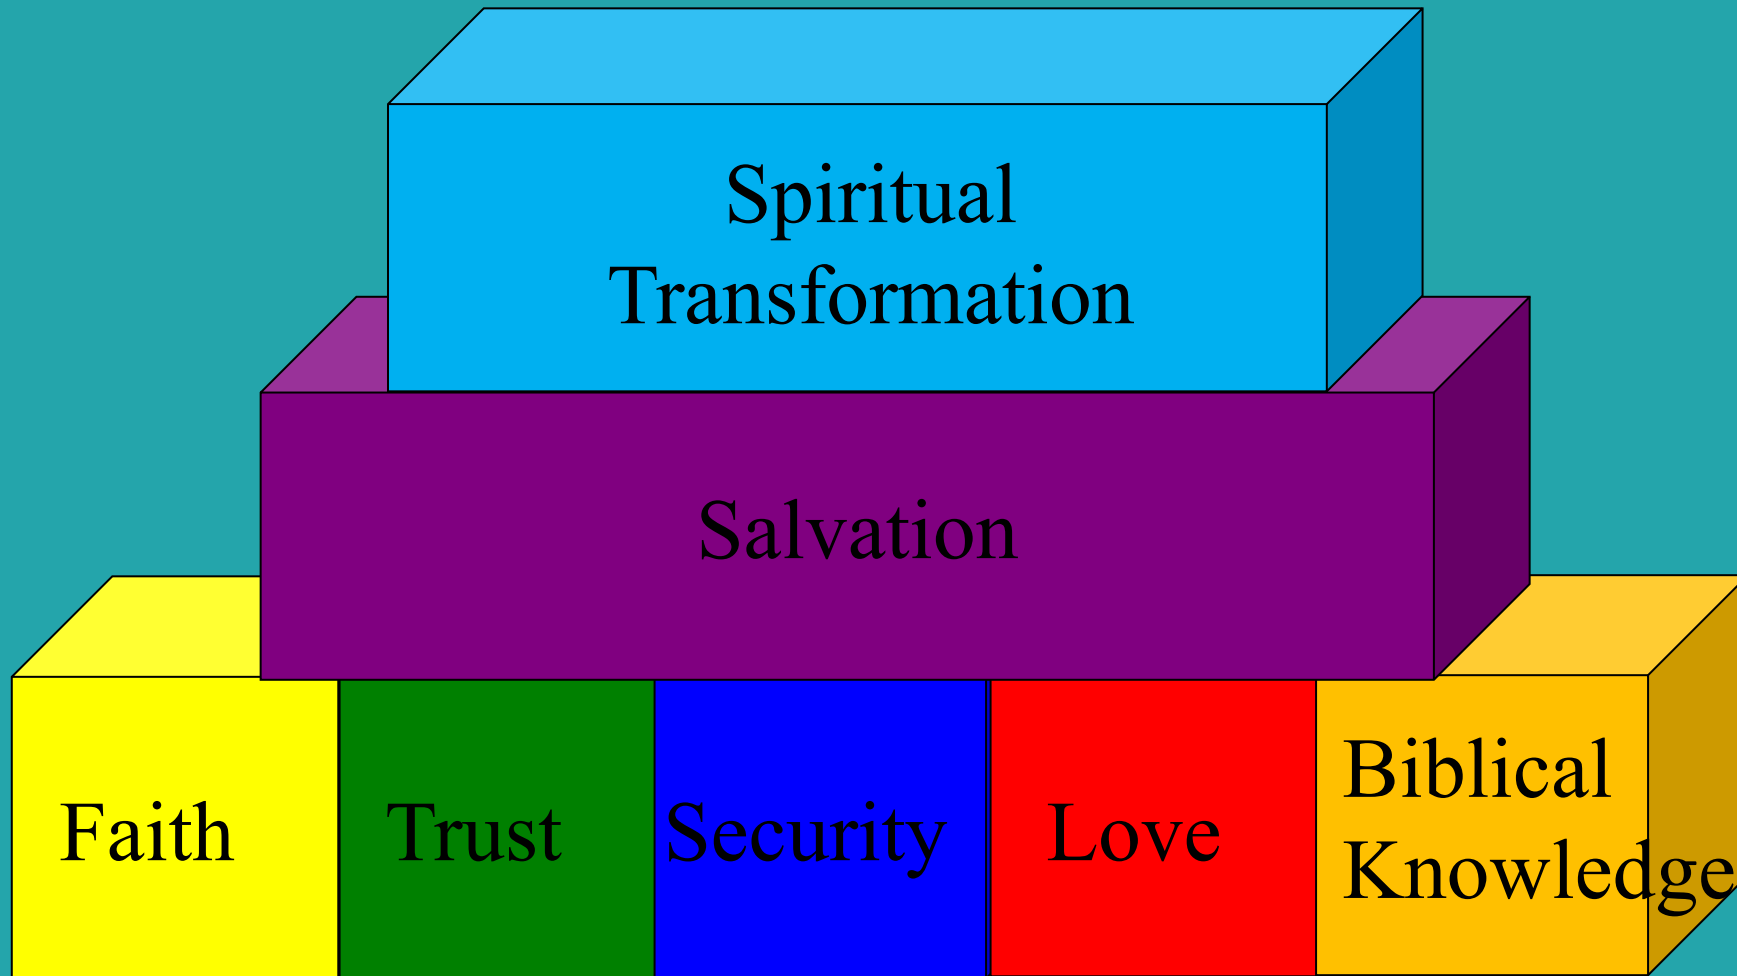 Spiritual
Transformation
Salvation
Faith
Trust
Security
Love
Biblical
Knowledge